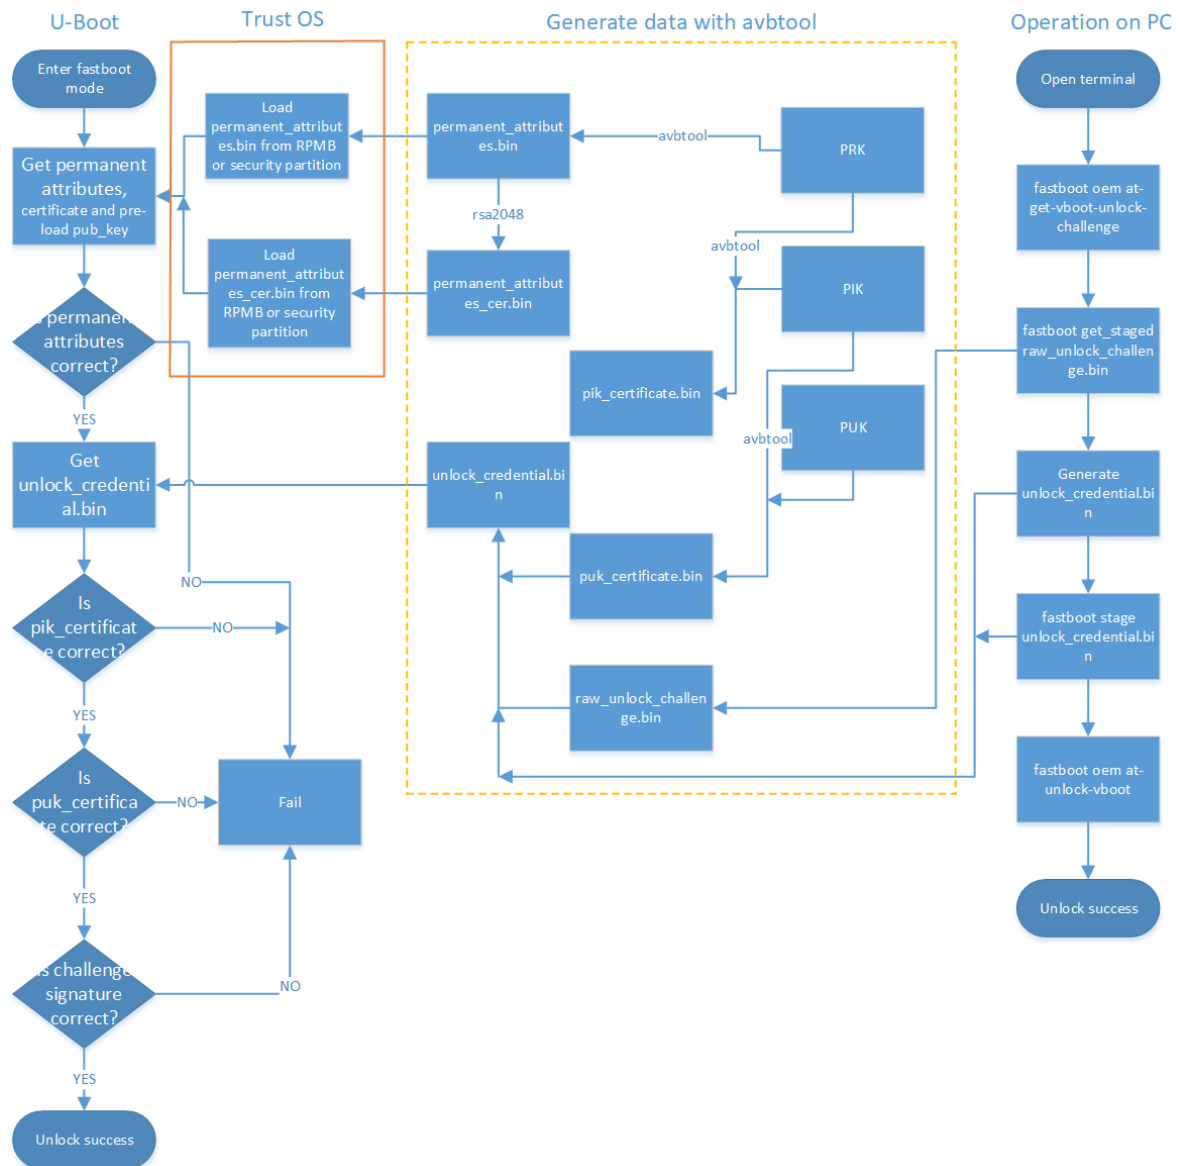 U-Boot
Enter fastboot
mode
Get permanent
attributes,
certificate and pre-
load pub_key
permanent
attributes
correct?
YES
Get
unlock_credenti
al.bin
Is
pik_certificat
e correct?
YES
Is
puk_certifica
te correct?
YES
Is challenge
signature
correct?
YES
Unlock success
NO
NO
NO
NO
Fail
Trust OS
Load
permanent_attribut
es.bin from RPMB
or security partition
Load
permanent_attribut
es_cer.bin from
RPMB or security
partition
Generate data with avbtool
permanent_attribut
es.bin
rsa2048
permanent_attribut
es_cer.bin
avbtool
PRK
avbtool
PIK
pik_certificate.bin
PUK
avbtool
unlock_credential.bi
n
puk_certificate.bin
raw_unlock_challe
nge.bin
Operation on PC
Open terminal
fastboot oem at-
get-vboot-unlock-
challenge
fastboot get_staged
raw_unlock_challen
ge.bin
Generate
unlock_credential.bi
n
fastboot stage
unlock_credential.bi
n
fastboot oem at-
unlock-vboot
Unlock success